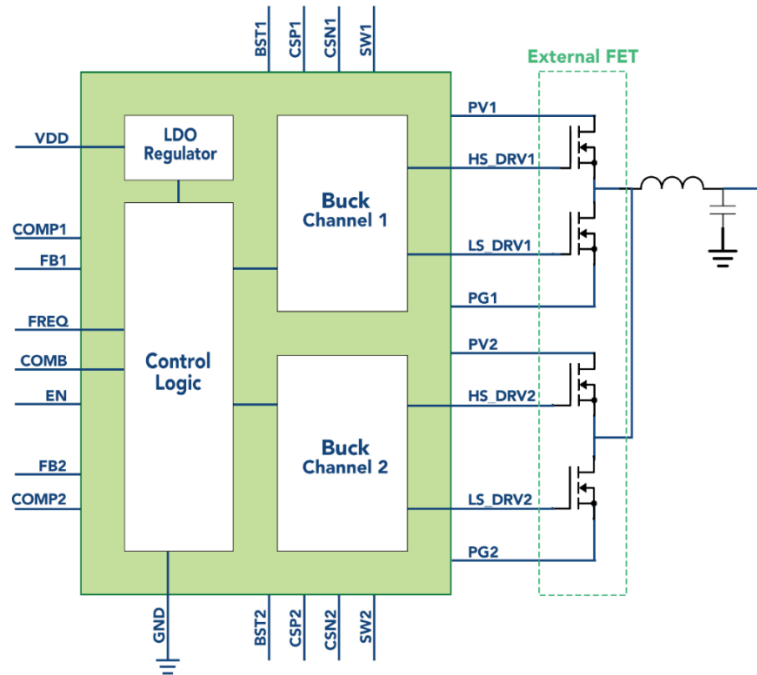 BST1
CSP1
CSN1
SW1
External FET
PV1
VDD
LDO
Regulator
HS_DRV1
Buck
Channel 1
COMP1
LS_DRV1
FB1
PG1
FREQ
PV2
Control
Logic
COMB
EN
HS_DRV2
Buck
Channel 2
FB2
COMP2
LS_DRV2
PG2
GND
BST2
CSP2
CSN2
SW2